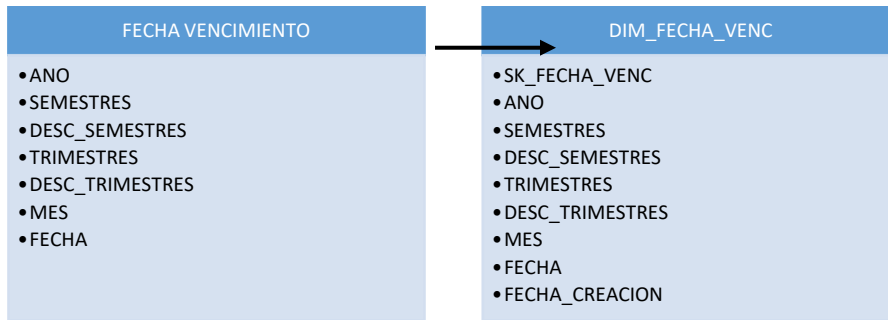 FECHA VENCIMIENTO
•ANO
•SEMESTRES
•DESC_SEMESTRES
•TRIMESTRES
•DESC_TRIMESTRES
•MES
•FECHA
DIM_FECHA_VENC
•SK_FECHA_VENC
•ANO
•SEMESTRES
•DESC_SEMESTRES
•TRIMESTRES
•DESC_TRIMESTRES
•MES
•FECHA
•FECHA_CREACION